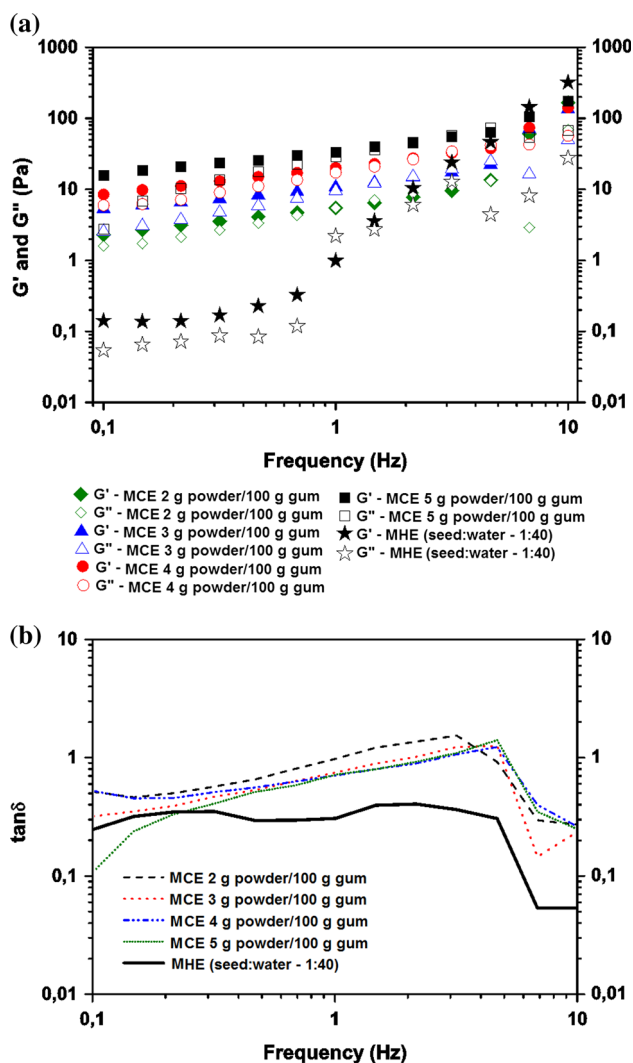 (a)
1000 1000
100 100
10 10
1 1
0,1 0,1
0,01 0,01
G' and G" (Pa)
0,1 1 10
Frequency (Hz)
G' - MCE 2 g powder/100 g gum
G" - MCE 2 g powder/100 g gum
G' - MCE 3 g powder/100 g gum
G" - MCE 3 g powder/100 g gum
G' - MCE 4 g powder/100 g gum
G" - MCE 4 g powder/100 g gum
G' - MCE 5 g powder/100 g gum
G" - MCE 5 g powder/100 g gum
G' - MHE (seed:water - 1:40)
G" - MHE (seed:water - 1:40)
(b)
10 10
1 1
0,1 0,1
0,01 0,01
tanδ
MCE 2 g powder/100 g gum
MCE 3 g powder/100 g gum
MCE 4 g powder/100 g gum
MCE 5 g powder/100 g gum
MHE (seed:water - 1:40)
0,1 1 10
Frequency (Hz)